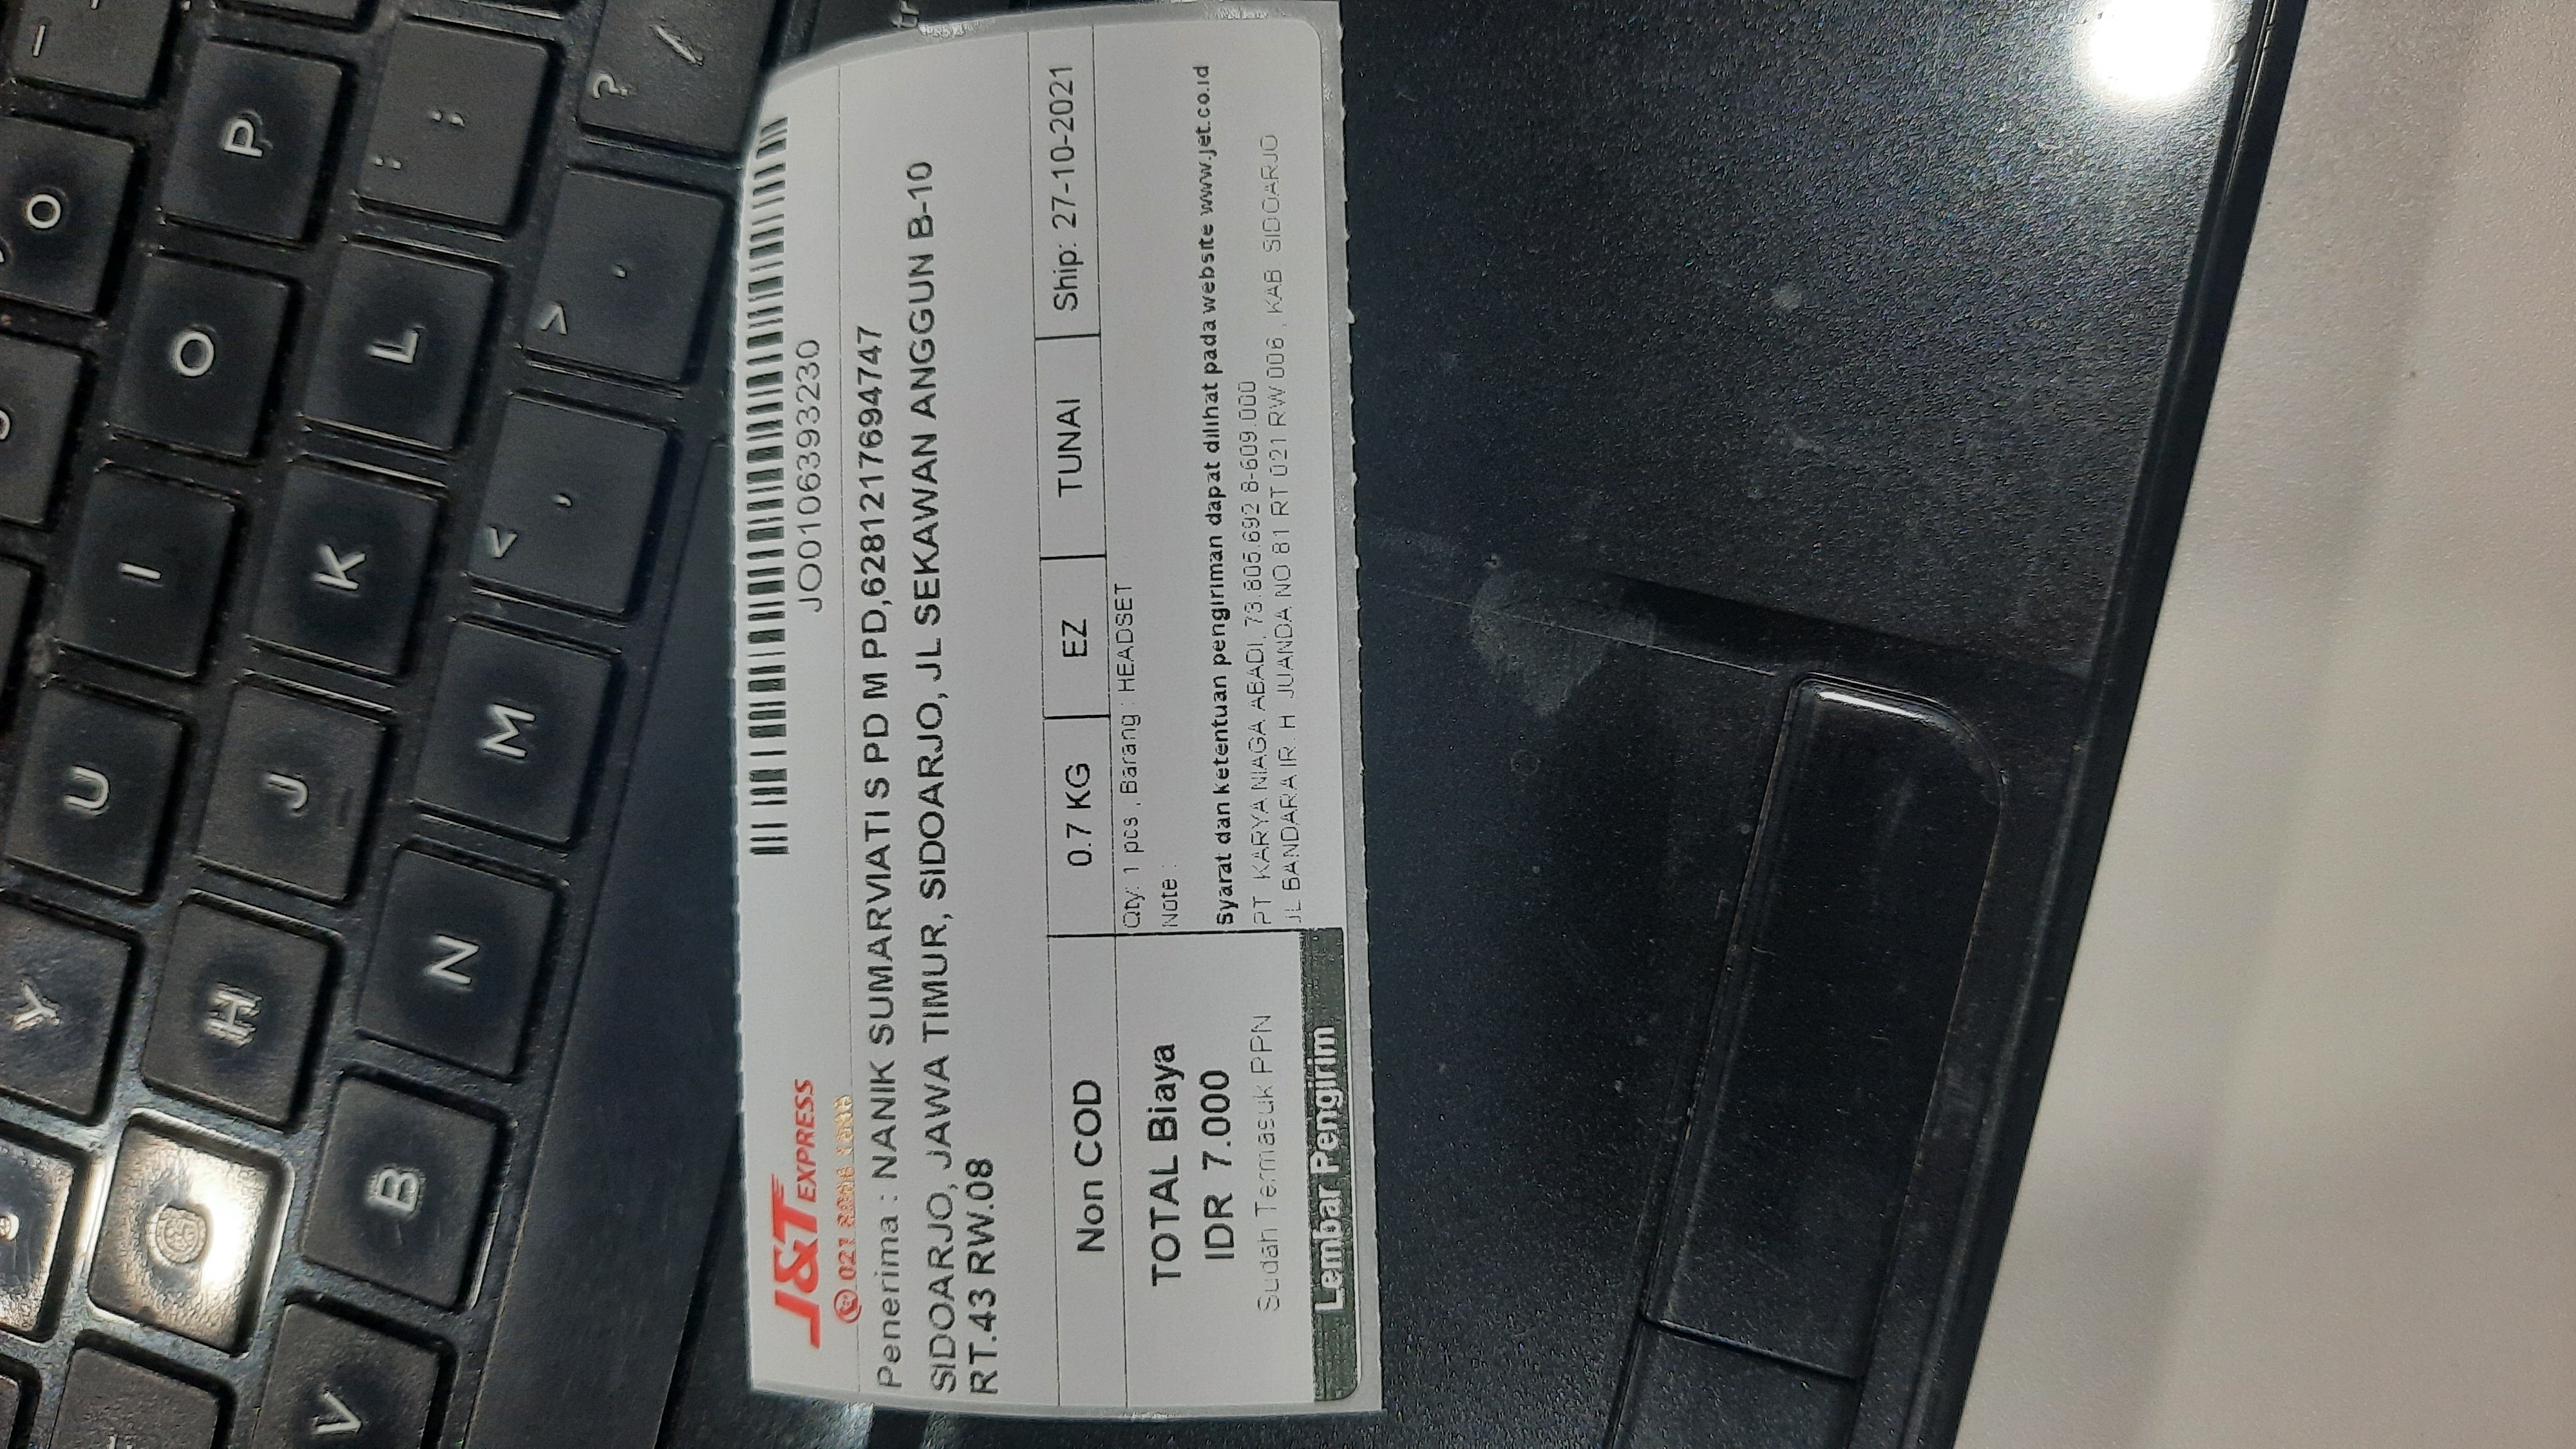 Y U I O P
H J K L : ;
V B N M < , > . ? /
J&T EXPRESS
JO0106393230
021
Penerima : NANIK SUMARVIATI S PD M PD,6281217694747
SIDOARJO, JAWA TIMUR, SIDOARJO, JL SEKAWAN ANGGUN B-10
RT.43 RW.08
Non COD
0.7 KG
EZ
TUNAI
Ship: 27-10-2021
TOTAL Biaya
IDR 7.000
Sudah Termasuk PPN
Lembar Pengirim
Qty: 1 pcs , Barang : HEADSET
Note :
Syarat dan ketentuan pengiriman dapat dilihat pada website www.jet.co.id
PT. KARYA NIAGA ABADI, 73.805.692.8-609.000
JL BANDARA IR. H. JUANDA NO 81 RT 021 RW 006 , KAB. SIDOARJO